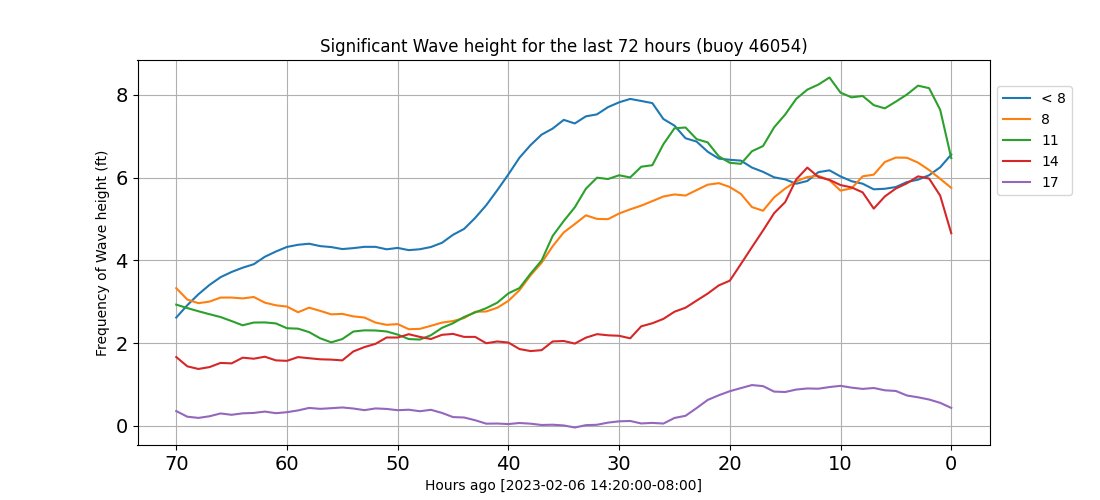 Significant Wave height for the last 72 hours (buoy 46054)
Frequency of Wave height (ft)
8
6
4
2
0
70 60 50 40 30 20 10 0
Hours ago [2023-02-06 14:20:00-08:00]
< 8
8
11
14
17